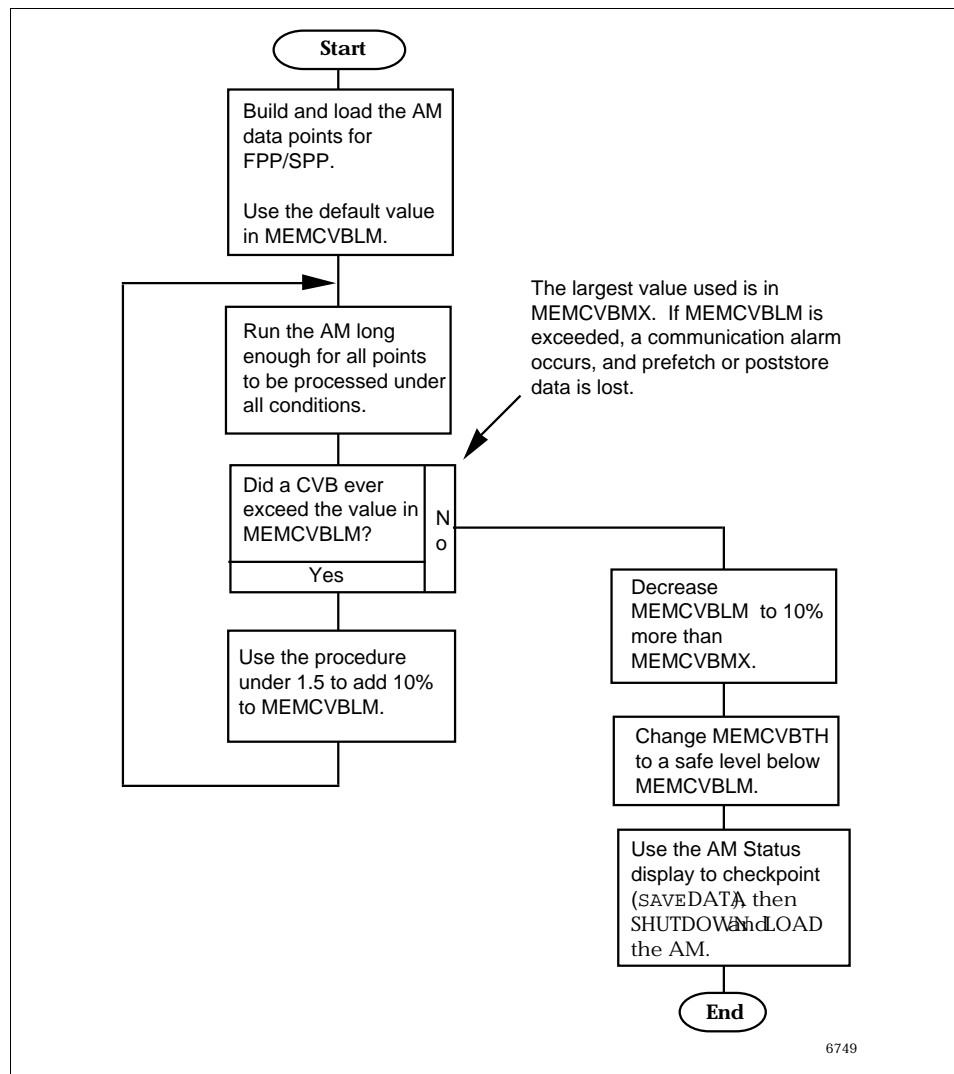 Start
Build and load the AM
data points for
FPP/SPP.
Use the default value
in MEMCVBLM.
The largest value used is in
MEMCVBMX. If MEMCVBLM is
exceeded, a communication alarm
occurs, and prefetch or poststore
data is lost.
Run the AM long
enough for all points
to be processed under
all conditions.
Did a CVB ever
exceed the value in
MEMCVBLM?
N
o
Yes
Use the procedure
under 1.5 to add 10%
to MEMCVBLM.
Decrease
MEMCVBLM to 10%
more than
MEMCVBMX.
Change MEMCVBTH
to a safe level below
MEMCVBLM.
Use the AM Status
display to checkpoint
(SAVE DATA), then
SHUTDOWN and LOAD
the AM.
End
6749